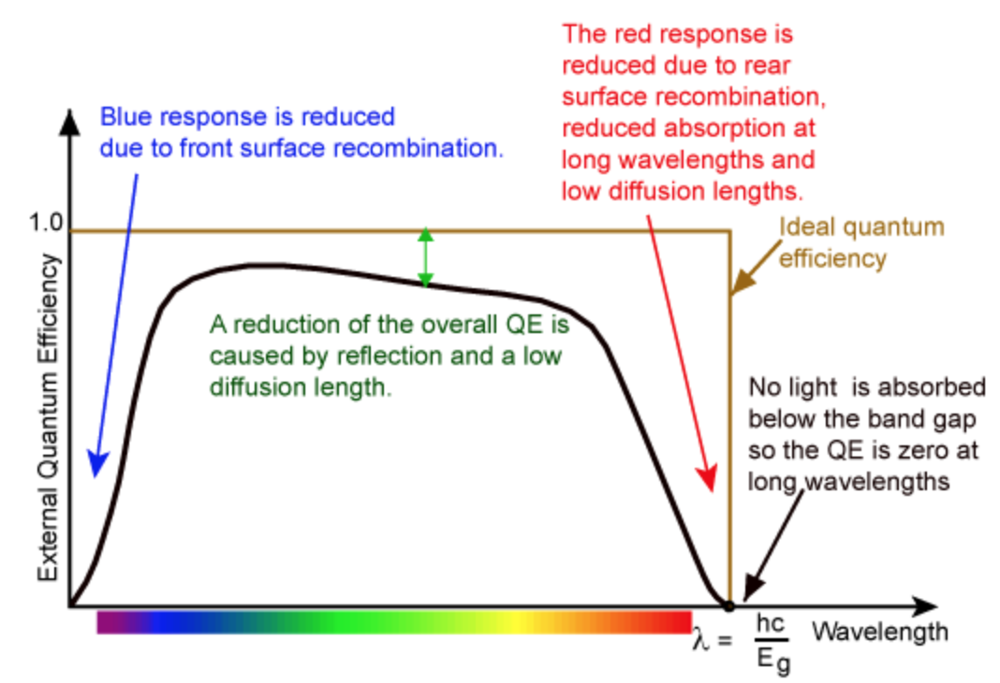 The red response is
reduced due to rear
surface recombination,
reduced absorption at
long wavelengths and
low diffusion lengths.
Blue response is reduced
due to front surface recombination.
1.0
Ideal quantum
efficiency
External Quantum Efficiency
A reduction of the overall QE is
caused by reflection and a low
diffusion length.
No light is absorbed
below the band gap
so the QE is zero at
long wavelengths
λ = hc
Eg
Wavelength